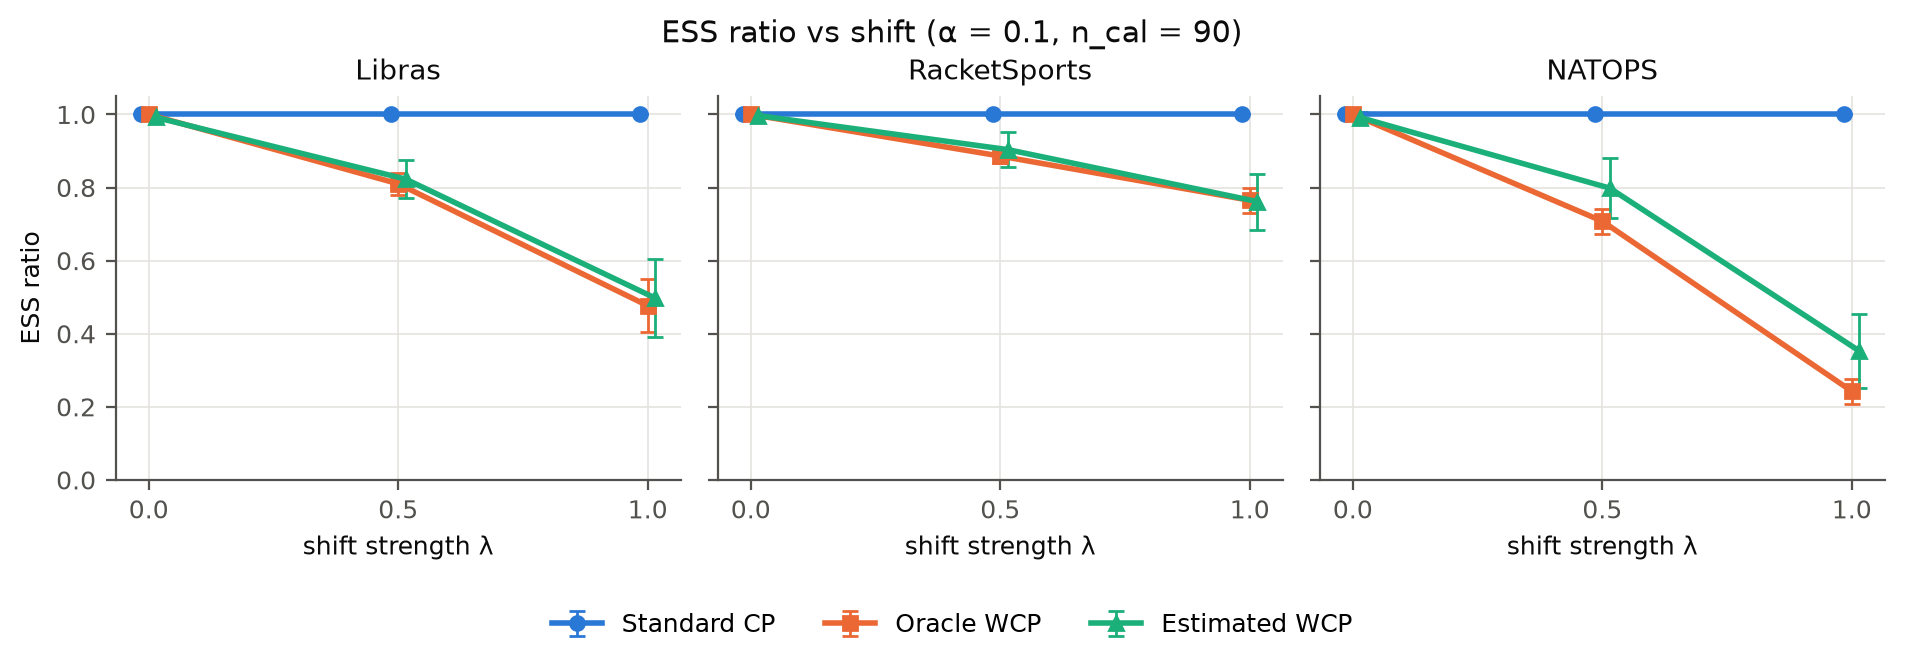 ESS ratio vs shift (α = 0.1, n_cal = 90)
Libras
RacketSports
NATOPS
ESS ratio
1.0
0.8
0.6
0.4
0.2
0.0
0.0 0.5 1.0
0.0 0.5 1.0
0.0 0.5 1.0
shift strength λ
shift strength λ
shift strength λ
Standard CP
Oracle WCP
Estimated WCP